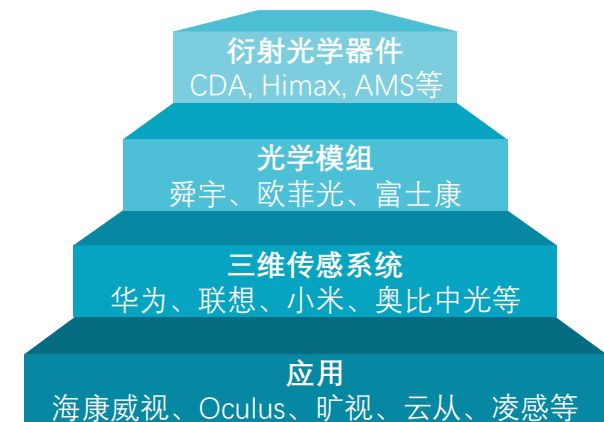 衍射光学器件
CDA, Himax, AMS等
光学模组
舜宇、欧菲光、富士康
三维传感系统
华为、联想、小米、奥比中光等
应用
海康威视、Oculus、旷视、云从、凌感等